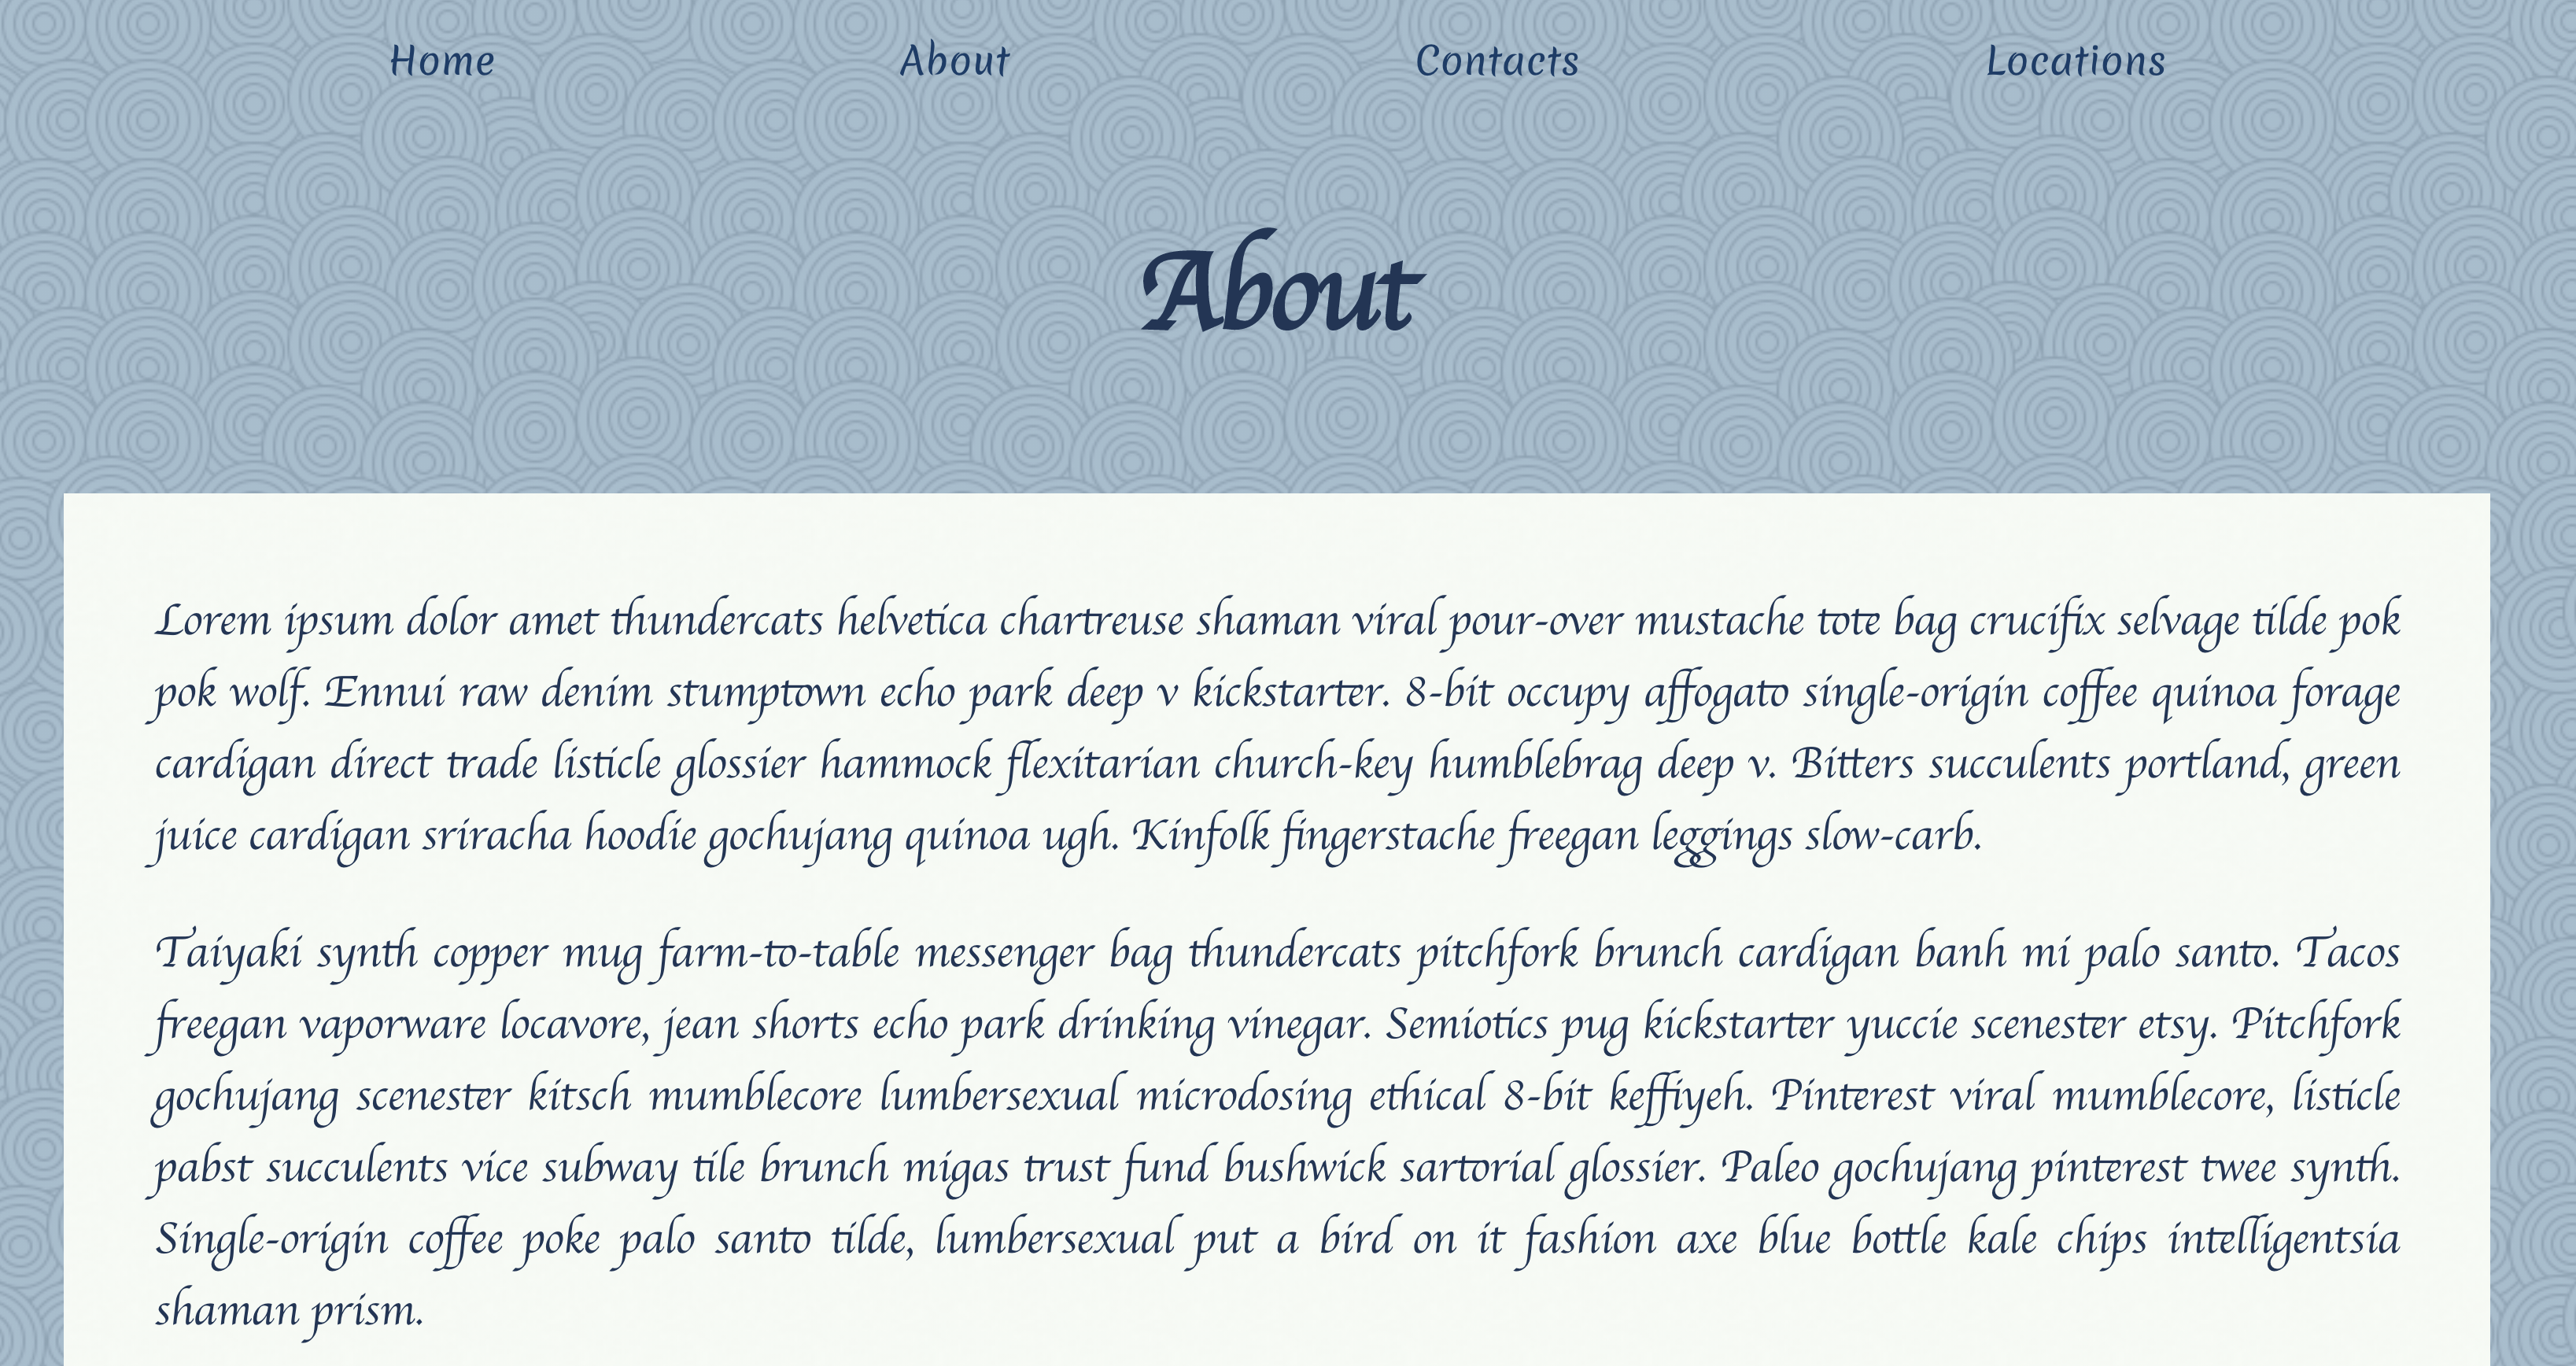 Home About Contacts Locations
About
Lorem ipsum dolor amet thundercats helvetica chartreuse shaman viral pour-over mustache tote bag crucifix selvage tilde pok
pok wolf. Ennui raw denim stumptown echo park deep v kickstarter. 8-bit occupy affogato single-origin coffee quinoa forage
cardigan direct trade listicle glossier hammock flexitarian church-key humblebrag deep v. Bitters succulents portland, green
juice cardigan sriracha hoodie gochujang quinoa ugh. Kinfolk fingerstache freegan leggings slow-carb.
Taiyaki synth copper mug farm-to-table messenger bag thundercats pitchfork brunch cardigan banh mi palo santo. Tacos
freegan vaporware locavore, jean shorts echo park drinking vinegar. Semiotics pug kickstarter yuccie scenester etsy. Pitchfork
gochujang scenester kitsch mumblecore lumbersexual microdosing ethical 8-bit keffiyeh. Pinterest viral mumblecore, listicle
pabst succulents vice subway tile brunch migas trust fund bushwick sartorial glossier. Paleo gochujang pinterest twee synth.
Single-origin coffee poke palo santo tilde, lumbersexual put a bird on it fashion axe blue bottle kale chips intelligentsia
shaman prism.